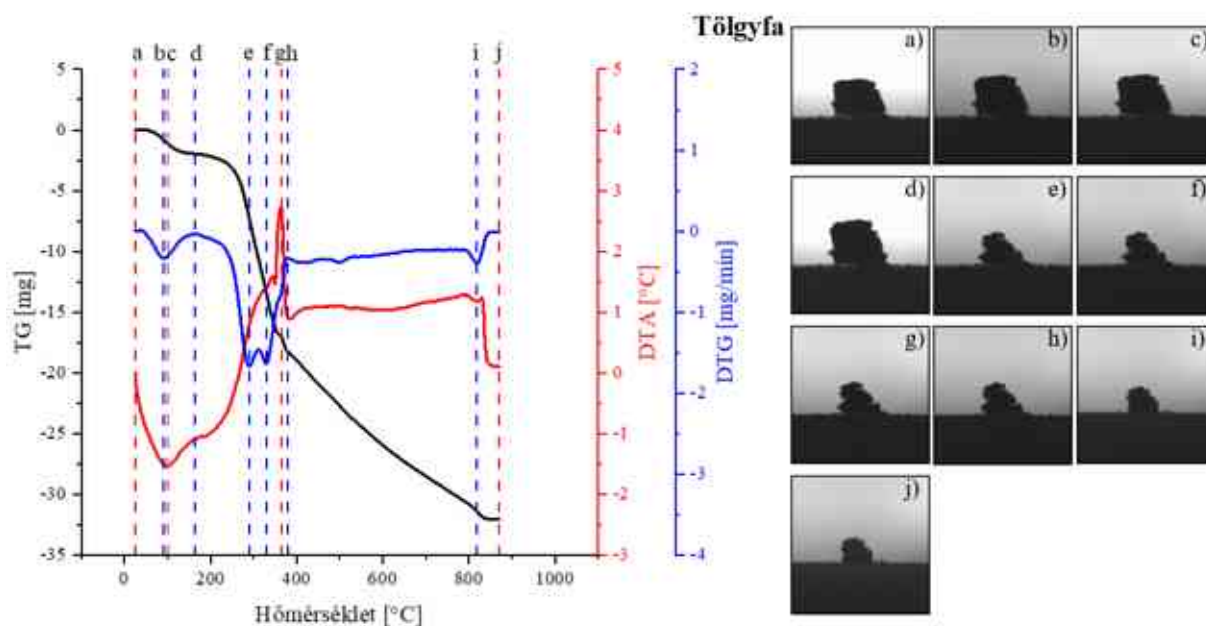 Tölgyfa
a b c d e f g h i j
5
0
-5
-10
-15
-20
-25
-30
-35
TG [mg]
0 200 400 600 800 1000
Hőmérséklet [°C]
5
4
3
2
1
0
-1
-2
-3
DTA [°C]
2
1
0
-1
-2
-3
-4
DTG [mg/min]
a) b) c)
d) e) f)
g) h) i)
j)